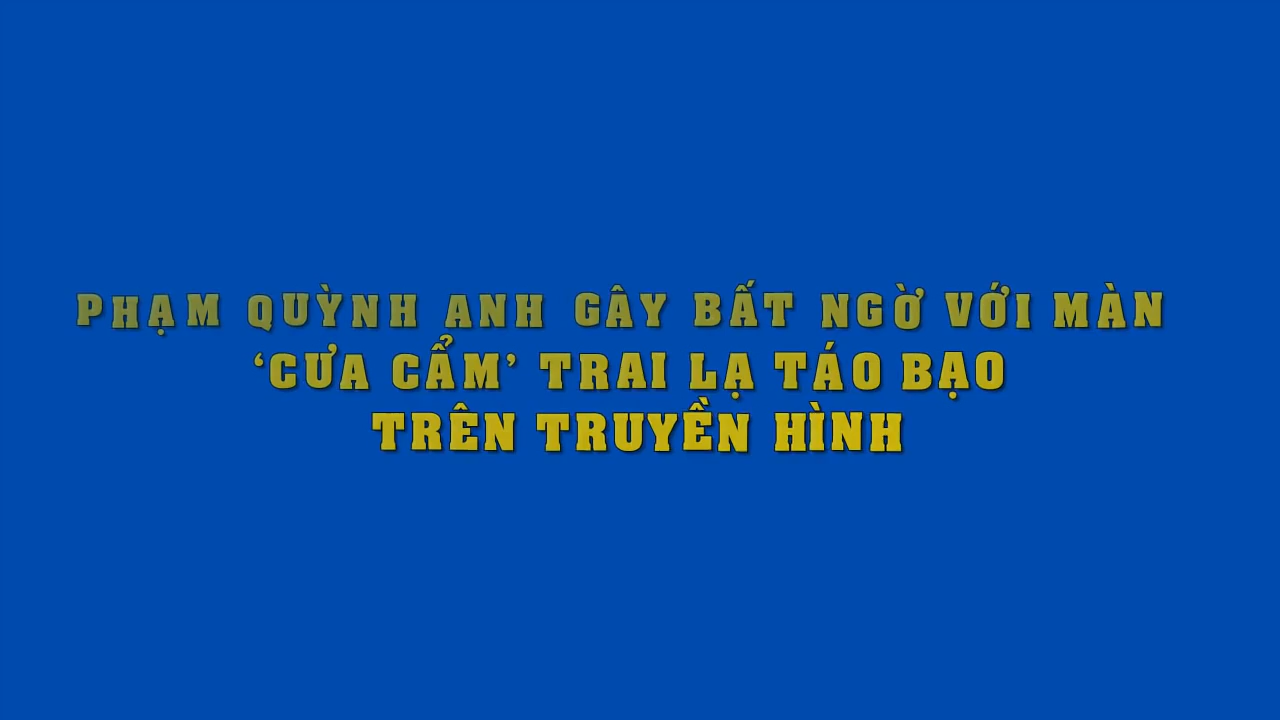 PHẠM QUỲNH ANH GÂY BẤT NGỜ VỚI MÀN
‘CƯA CẨM’ TRAI LẠ TÁO BẠO
TRÊN TRUYỀN HÌNH